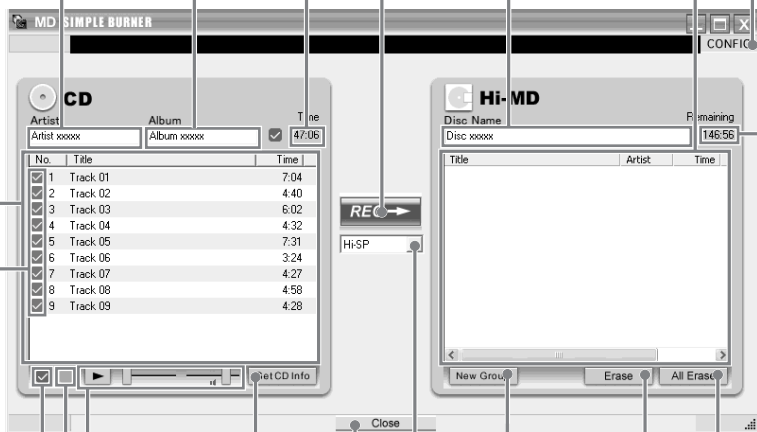 MD SIMPLE BURNER
CONFIG
CD
Artist Album Time
Artist xxxxx Album xxxxx 47:06
No. Title Time
1 Track 01 7:04
2 Track 02 4:40
3 Track 03 6:02
4 Track 04 4:32
5 Track 05 7:31
6 Track 06 3:24
7 Track 07 4:27
8 Track 08 4:58
9 Track 09 4:28
Get CD Info
REC
Hi-SP
Hi-MD
Disc Name Remaining
Disc xxxxx 146:56
Title Artist Time
New Group Erase All Erase
Close